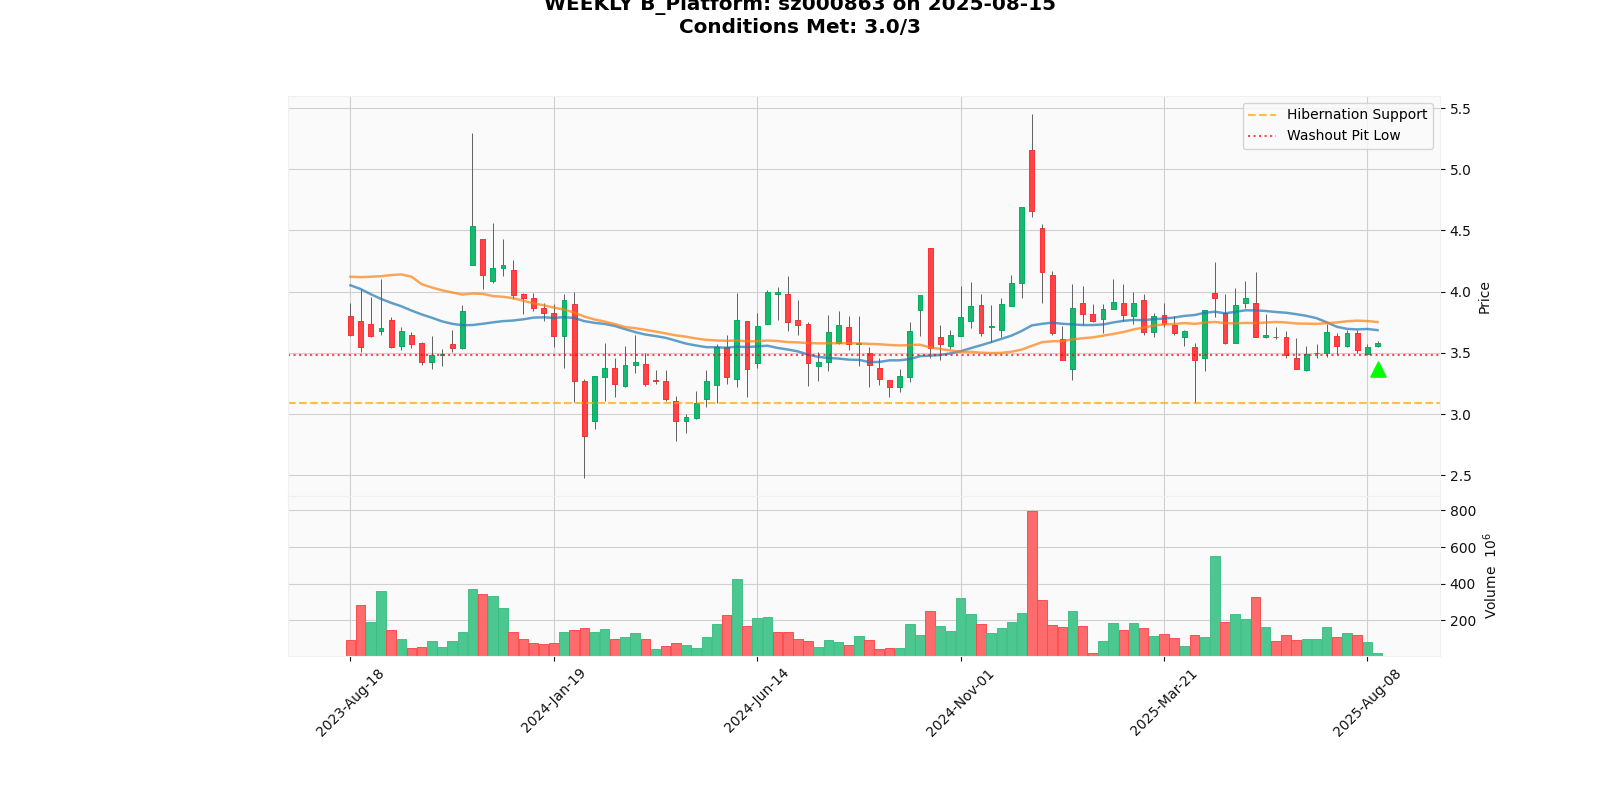 WEEKLY B_Platform: sz000863 on 2025-08-15
Conditions Met: 3.0/3
Hibernation Support
Washout Pit Low
5.5
5.0
4.5
4.0
3.5
3.0
2.5
Price
800
600
400
200
Volume 10⁶
2023-Aug-18
2024-Jan-19
2024-Jun-14
2024-Nov-01
2025-Mar-21
2025-Aug-08